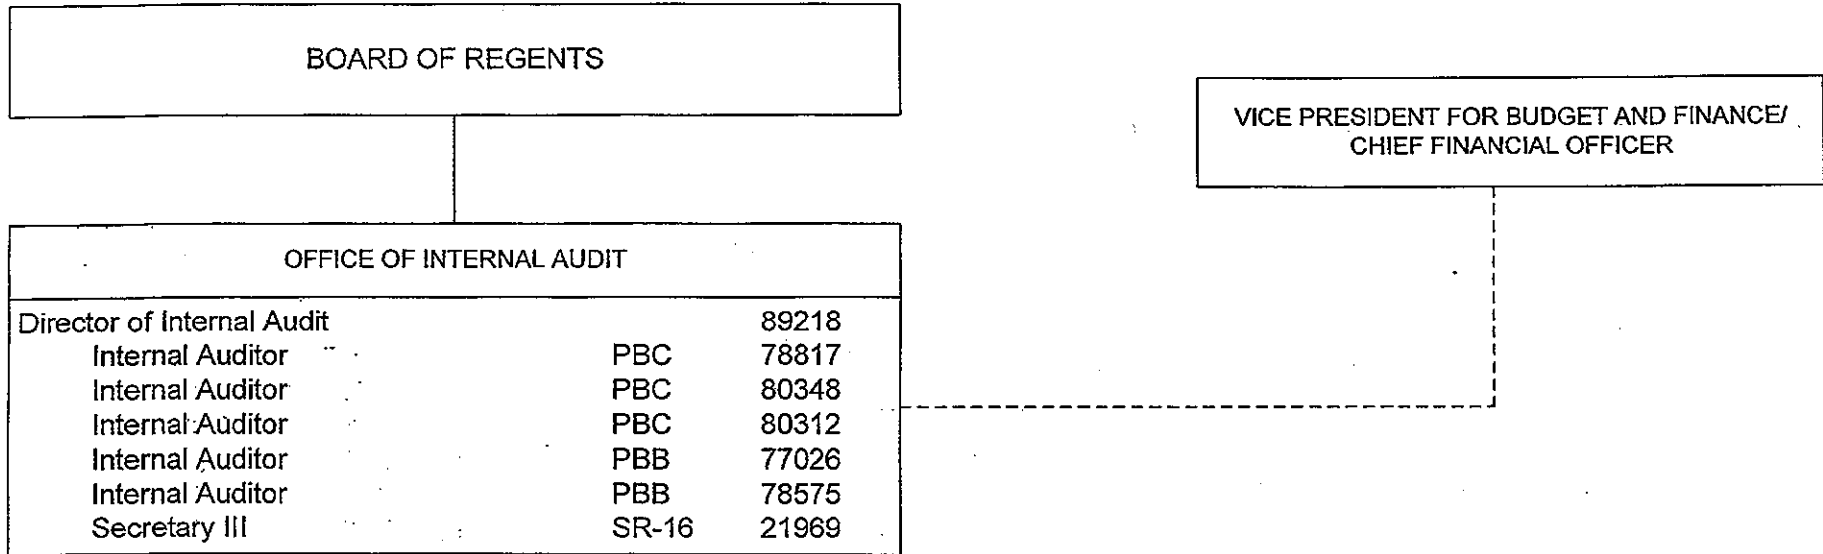 BOARD OF REGENTS
VICE PRESIDENT FOR BUDGET AND FINANCE/
CHIEF FINANCIAL OFFICER
OFFICE OF INTERNAL AUDIT
Director of Internal Audit 89218
Internal Auditor PBC 78817
Internal Auditor PBC 80348
Internal Auditor PBC 80312
Internal Auditor PBB 77026
Internal Auditor PBB 78575
Secretary III SR-16 21969